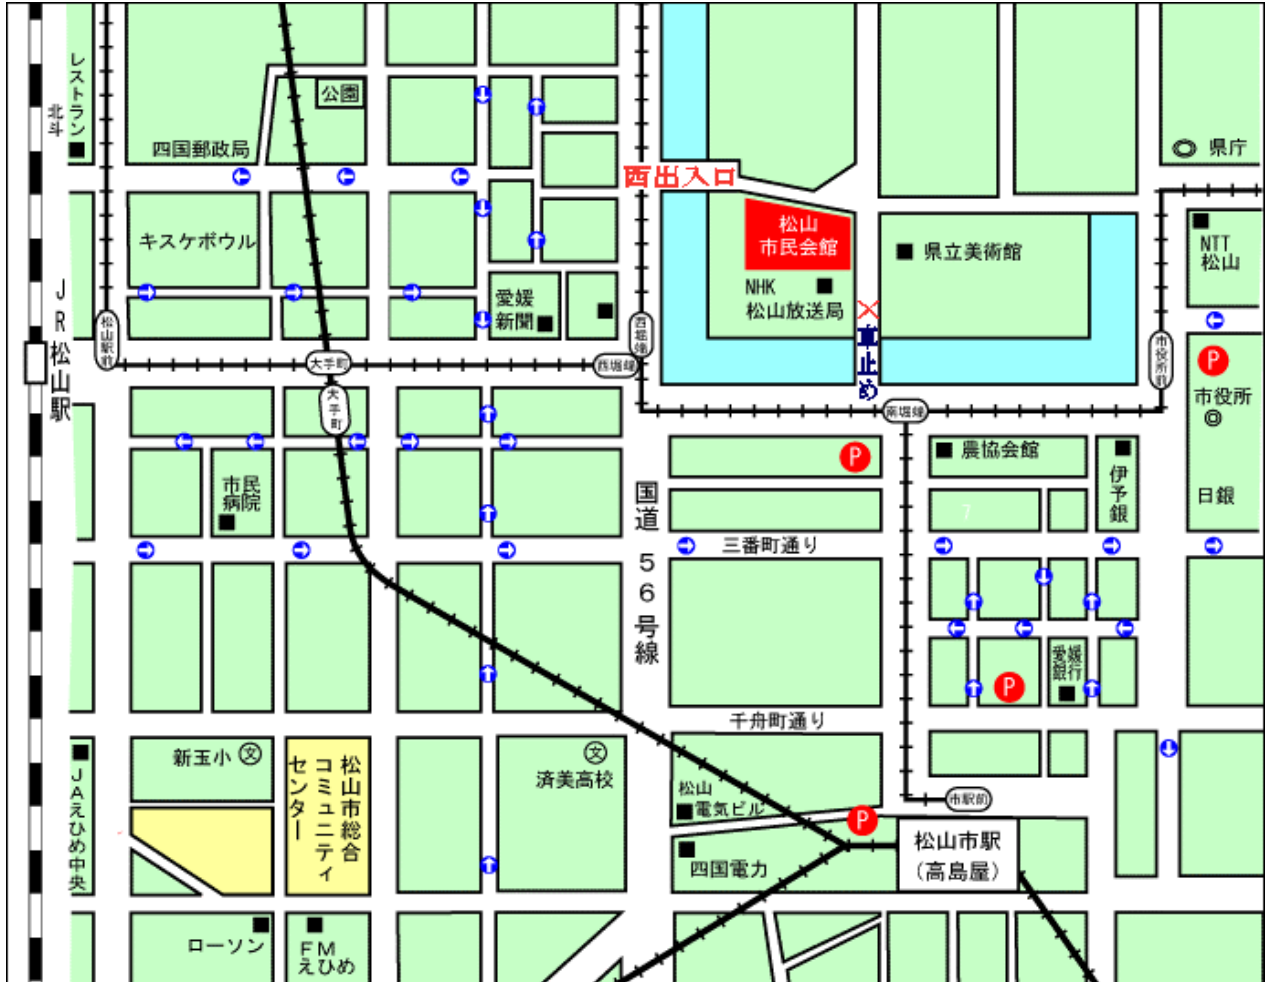 レストラン
北斗
公園
四国郵政局
西出入口
県庁
松山
市民会館
県立美術館
NTT
松山
キスケボウル
NHK
松山放送局
愛媛
新聞
車止め
JR松山駅
松山駅前
大手町
大手町
西堀端
西堀端
南堀端
市役所前
P
市役所
日銀
P
農協会館
伊予銀
市民
病院
国道56号線
7
三番町通り
愛媛
銀行
P
千舟町通り
新玉小
文
松山市総合
コミュニティ
センター
文
済美高校
松山
電気ビル
市駅前
P
松山市駅
(高島屋)
四国電力
JAえひめ中央
ローソン
FM
えひめ